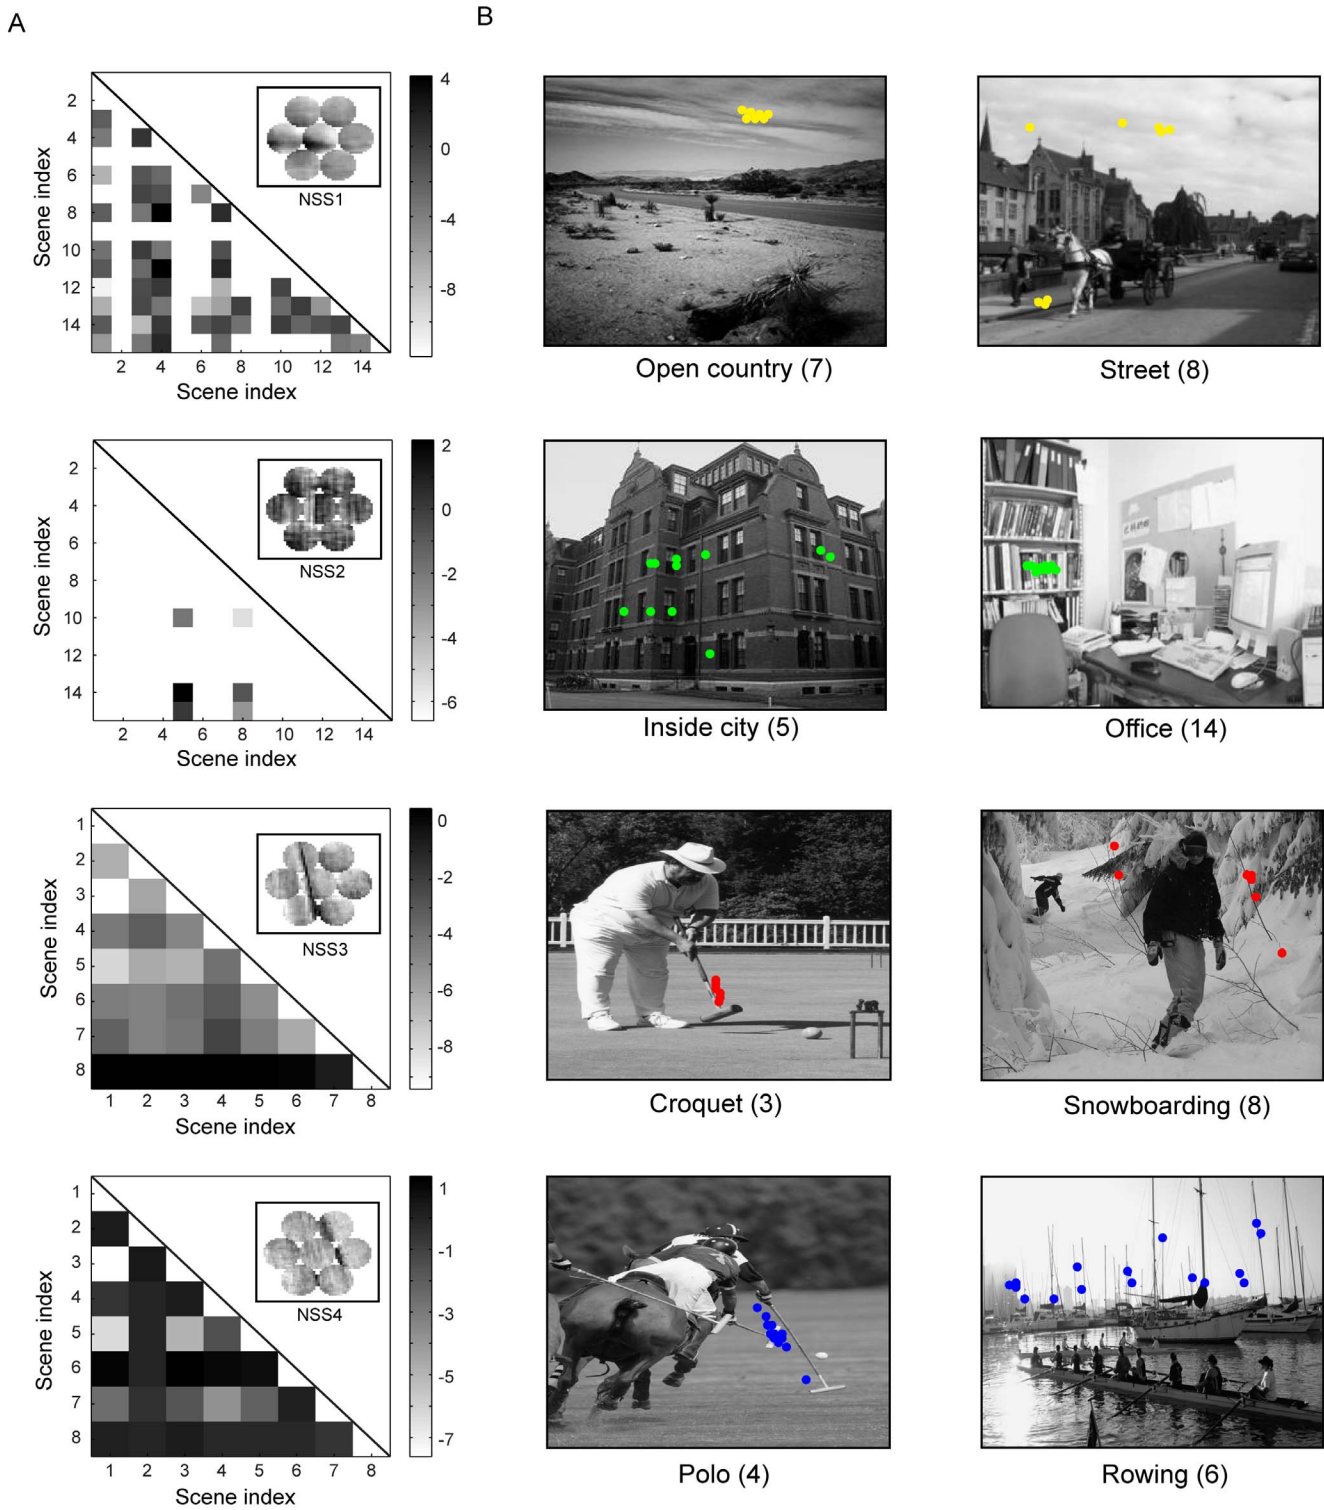 A
B
2
4
6
8
10
12
14
2 4 6 8 10 12 14
Scene index
Scene index
NSS1
4
0
-4
-8
Open country (7)
Street (8)
2
4
6
8
10
12
14
2 4 6 8 10 12 14
Scene index
Scene index
NSS2
2
0
-2
-4
-6
Inside city (5)
Office (14)
1
2
3
4
5
6
7
8
1 2 3 4 5 6 7 8
Scene index
Scene index
NSS3
0
-2
-4
-6
-8
Croquet (3)
Snowboarding (8)
1
2
3
4
5
6
7
8
1 2 3 4 5 6 7 8
Scene index
Scene index
NSS4
1
-1
-3
-5
-7
Polo (4)
Rowing (6)